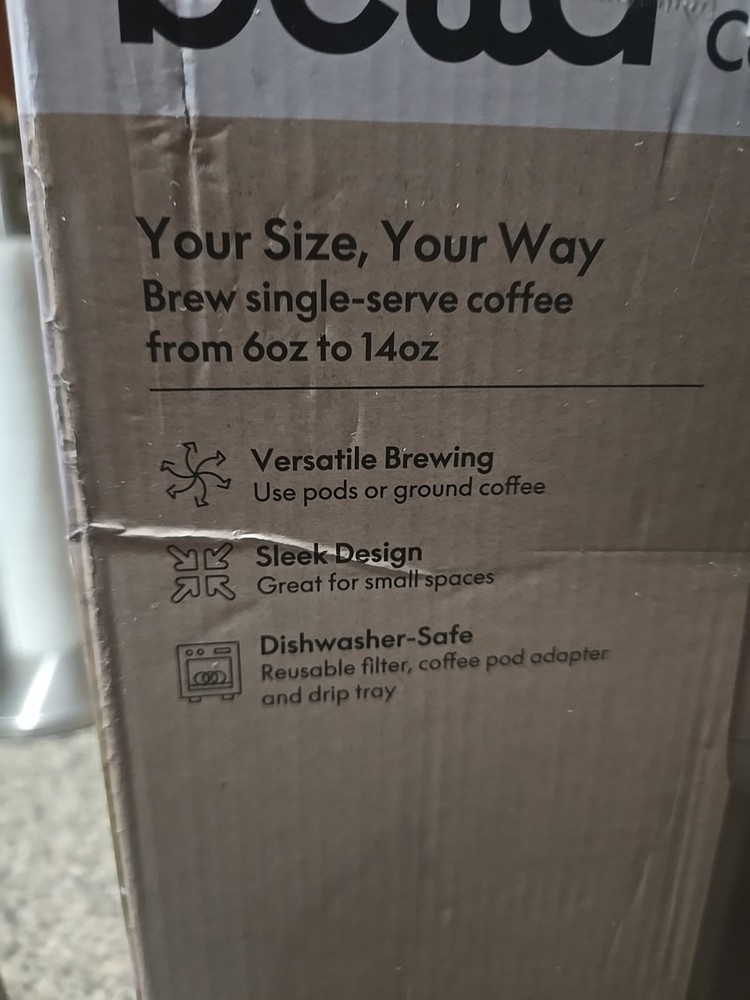 bella
Your Size, Your Way
Brew single-serve coffee
from 6oz to 14oz
Versatile Brewing
Use pods or ground coffee
Sleek Design
Great for small spaces
Dishwasher-Safe
Reusable filter, coffee pod adapter
and drip tray